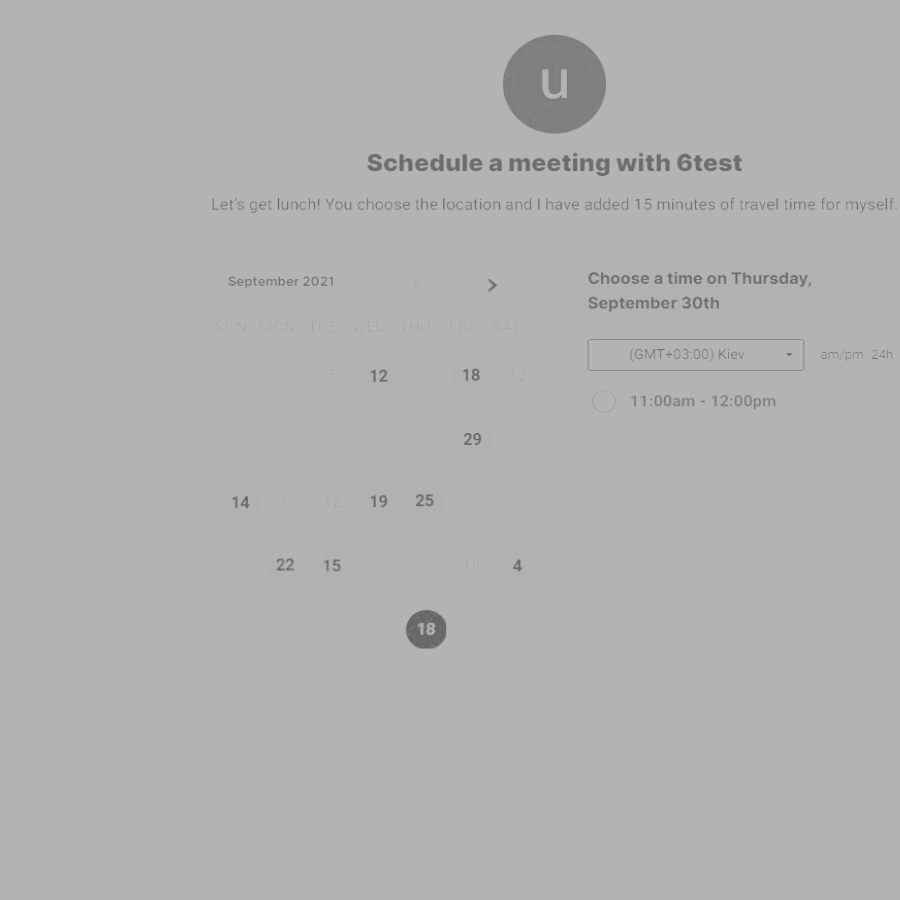 u
Schedule a meeting with 6test
Let's get lunch! You choose the location and I have added 15 minutes of travel time for myself.
September 2021
SUN MON TUE WED THU FRI SAT
5 12 18 12
29
14 5 12 19 25
22 15 19 4
18
Choose a time on Thursday,
September 30th
(GMT+03:00) Kiev am/pm 24h
11:00am - 12:00pm